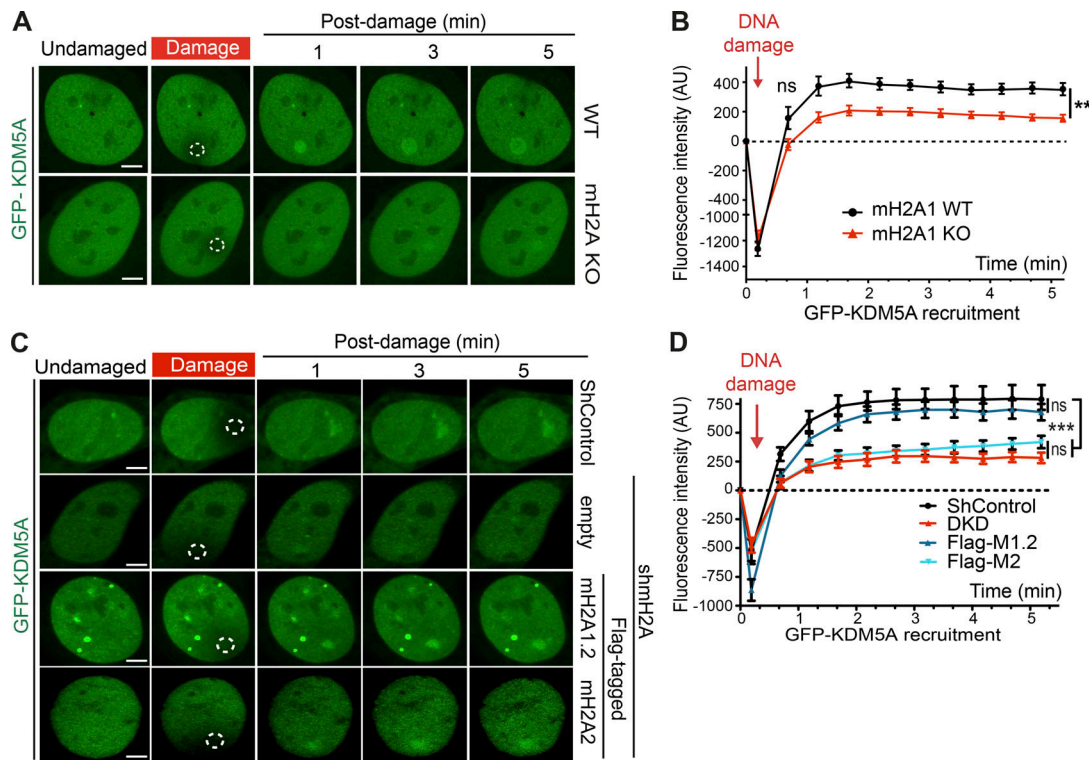 A
Post-damage (min)
Undamaged Damage 1 3 5
GFP- KDM5A
WT
mH2A KO
B
DNA
damage
Fluorescence intensity (AU)
400
200
0
-200
-400
-1000
-1200
-1400
ns
**
mH2A1 WT
mH2A1 KO
Time (min)
0 1 2 3 4 5
GFP-KDM5A recruitment
C
Post-damage (min)
Undamaged Damage 1 3 5
GFP-KDM5A
ShControl
empty
mH2A1.2
mH2A2
Flag-tagged
shmH2A
D
DNA
damage
Fluorescence intensity (AU)
750
500
250
0
-250
-500
-750
-1000
ns
***
ns
ShControl
DKD
Flag-M1.2
Flag-M2
Time (min)
0 1 2 3 4 5
GFP-KDM5A recruitment